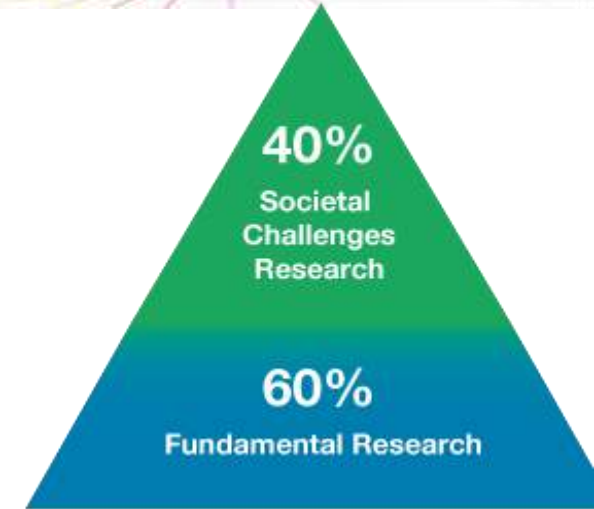 40%
Societal
Challenges
Research
60%
Fundamental Research